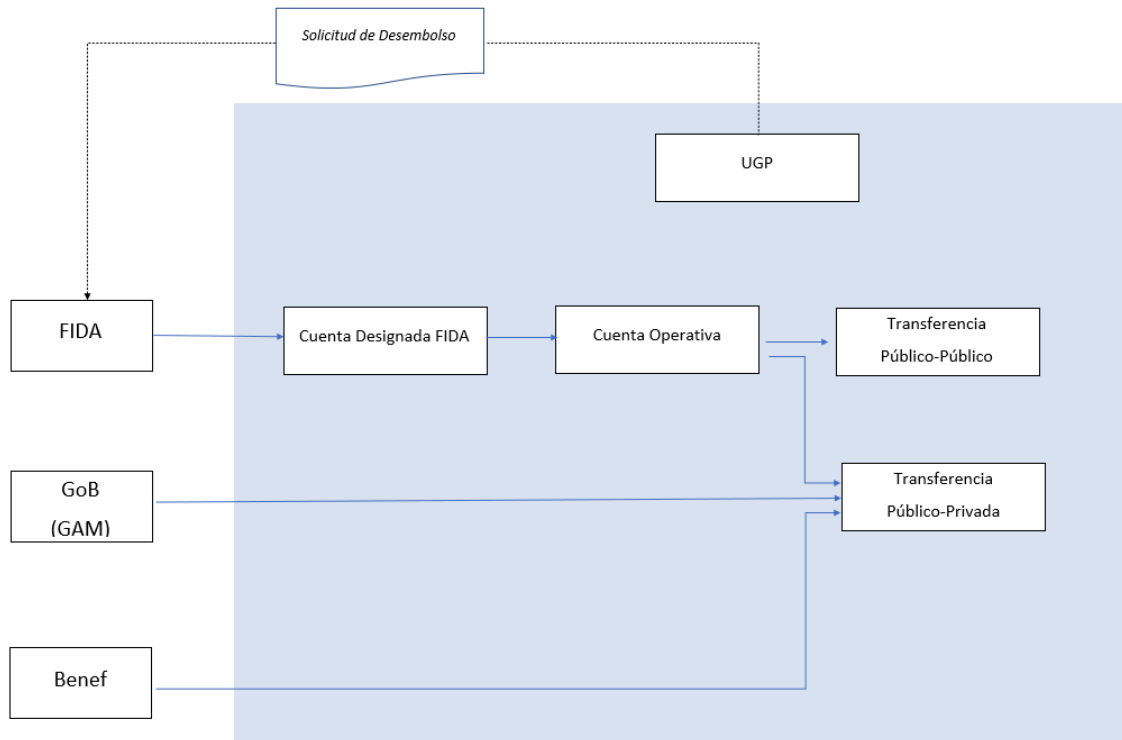 Solicitud de Desembolso
UGP
FIDA
Cuenta Designada FIDA
Cuenta Operativa
Transferencia
Público-Público
GoB
(GAM)
Transferencia
Público-Privada
Benef